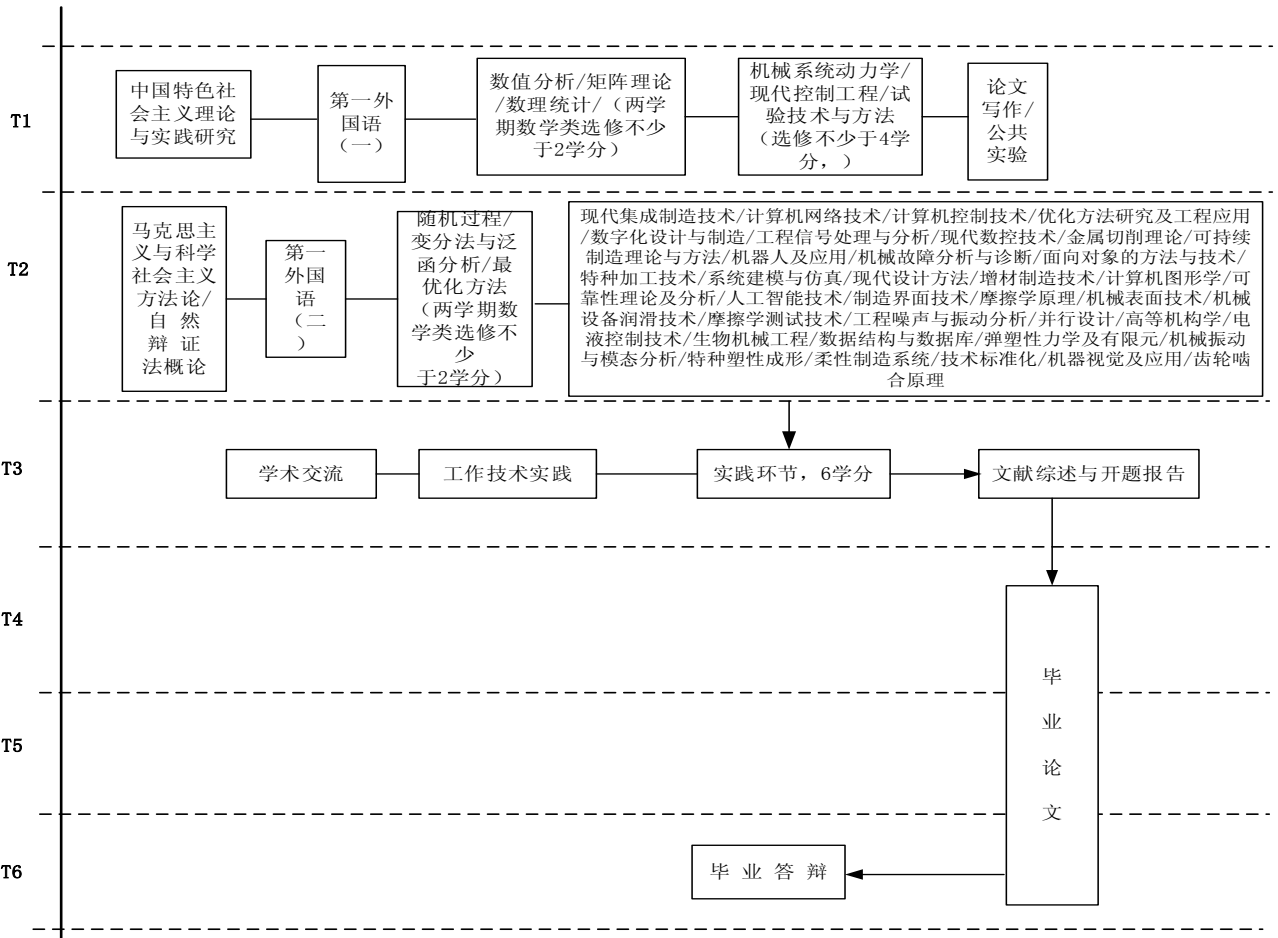 T1
中国特色社
会主义理论
与实践研究
第一外
国语
（一）
数值分析/矩阵理论
/数理统计/（两学
期数学类选修不少
于2学分）
机械系统动力学/
现代控制工程/试
验技术与方法
（选修不少于4学
分，）
论文
写作/
公共
实验
T2
马克思主
义与科学
社会主义
方法论/
自 然
辩 证
法概论
第一
外国
语
（二
）
随机过程/
变分法与泛
函分析/最
优化方法
（两学期数
学类选修不
少
于2学分）
现代集成制造技术/计算机网络技术/计算机控制技术/优化方法研究及工程应用
/数字化设计与制造/工程信号处理与分析/现代数控技术/金属切削理论/可持续
制造理论与方法/机器人及应用/机械故障分析与诊断/面向对象的方法与技术/
特种加工技术/系统建模与仿真/现代设计方法/增材制造技术/计算机图形学/可
靠性理论及分析/人工智能技术/制造界面技术/摩擦学原理/机械表面技术/机械
设备润滑技术/摩擦学测试技术/工程噪声与振动分析/并行设计/高等机构学/电
液控制技术/生物机械工程/数据结构与数据库/弹塑性力学及有限元/机械振动
与模态分析/特种塑性成形/柔性制造系统/技术标准化/机器视觉及应用/齿轮啮
合原理
T3
学术交流
工作技术实践
实践环节，6学分
文献综述与开题报告
T4
毕
业
论
文
T5
T6
毕 业 答 辩